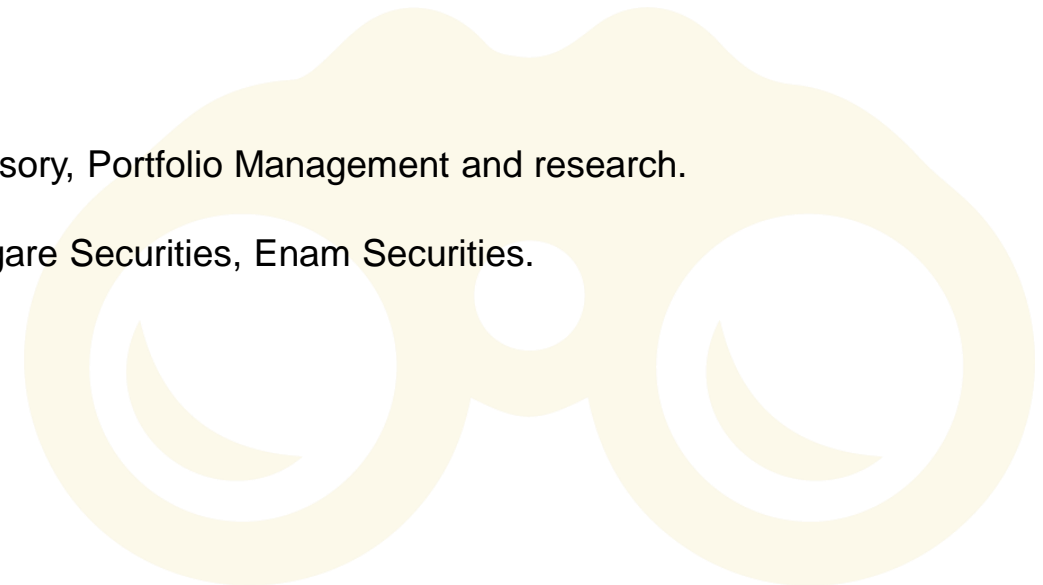 sory, Portfolio Management and research.
gare Securities, Enam Securities.